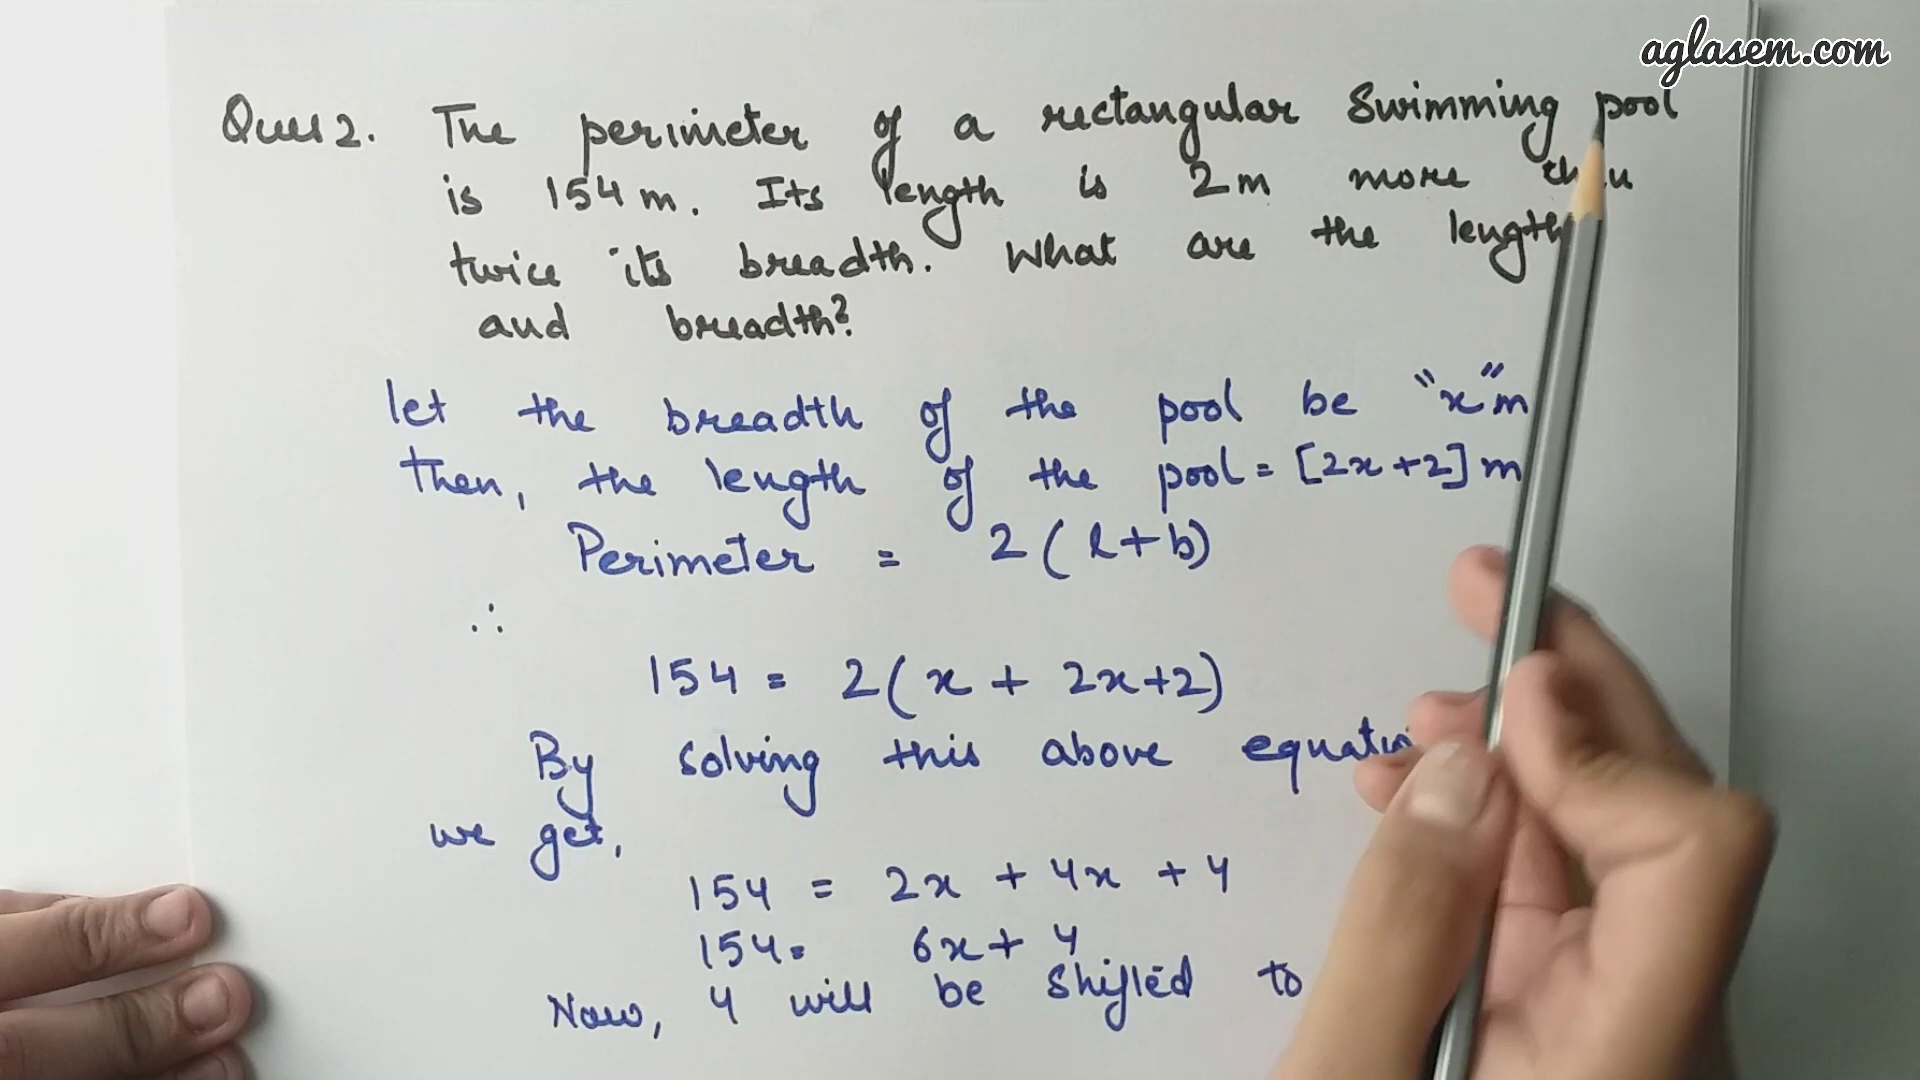 aglasem.com
Ques 2. The perimeter of a rectangular swimming pool
is 154 m. Its length is 2 m more than
twice its breadth. What are the length
and breadth?
let the breadth of the pool be "x" m
Then, the length of the pool = [2x + 2] m
Perimeter = 2 ( l + b )
∴
154 = 2 ( x + 2x + 2 )
By solving this above
we get,
154 = 2x + 4x + 4
154 = 6x + 4
Now, 4 will be shifted to